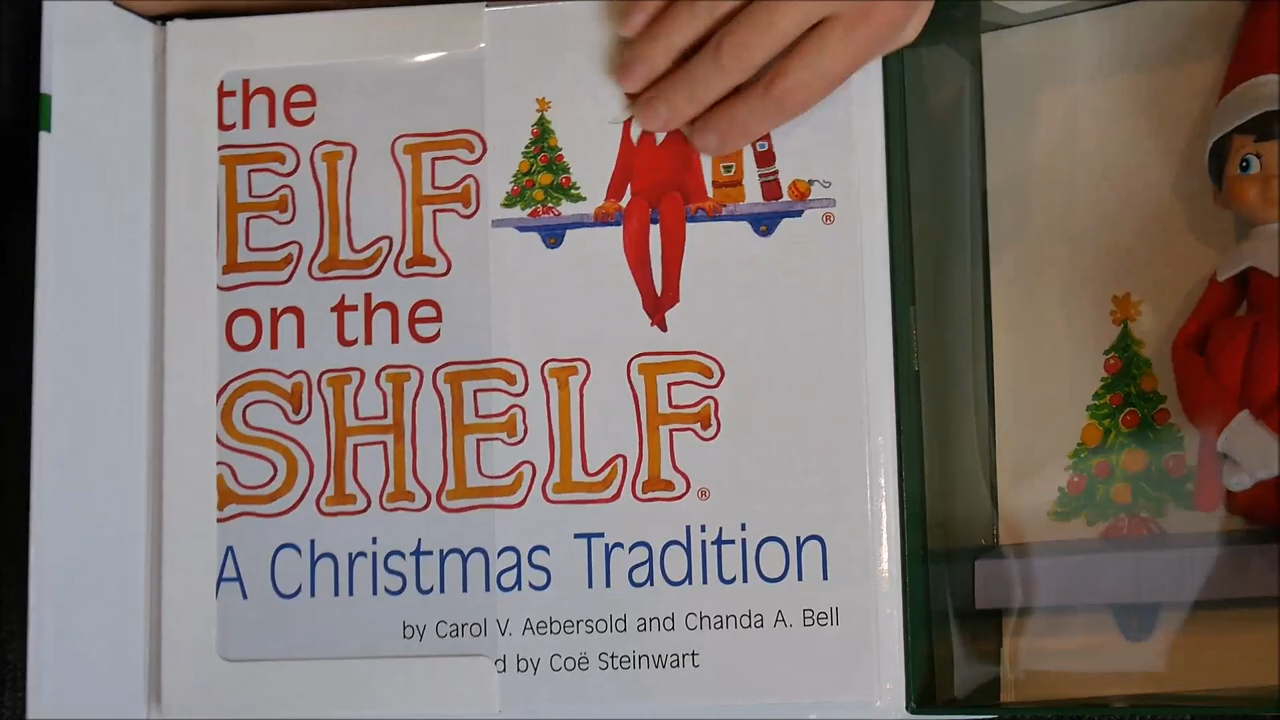 the
ELF
on the
SHELF®
A Christmas Tradition
by Carol V. Aebersold and Chanda A. Bell
d by Coë Steinwart
®